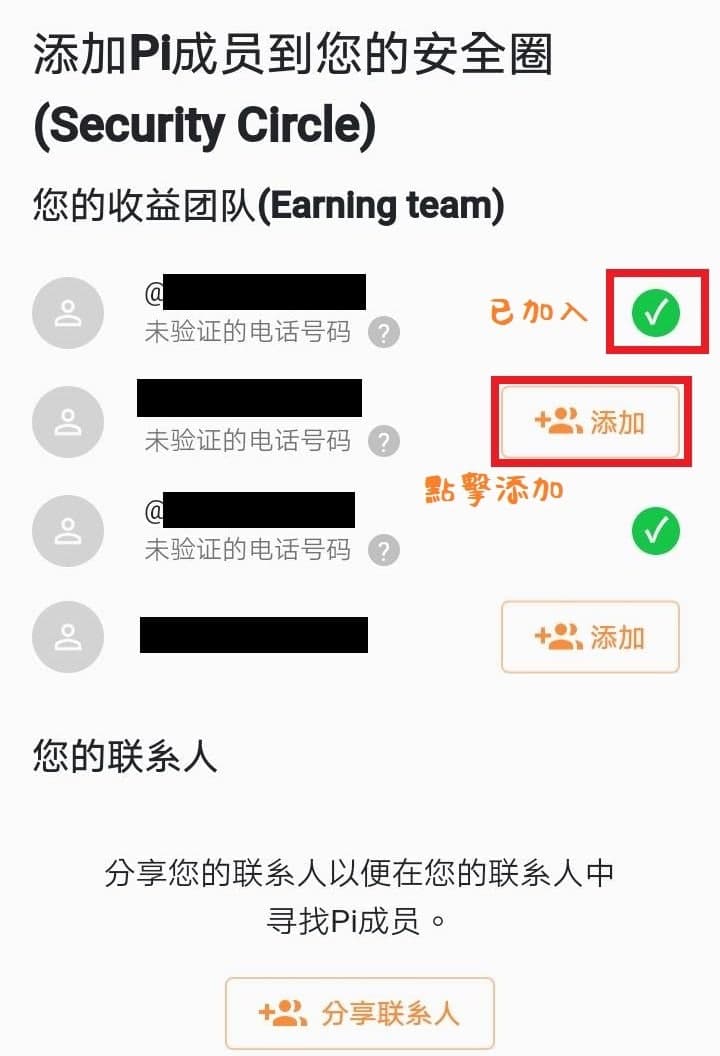 添加Pi成员到您的安全圈
(Security Circle)
您的收益团队(Earning team)
@
未验证的电话号码 ?
已加入
未验证的电话号码 ?
添加
點擊添加
@
未验证的电话号码 ?
添加
您的联系人
分享您的联系人以便在您的联系人中
寻找Pi成员。
分享联系人